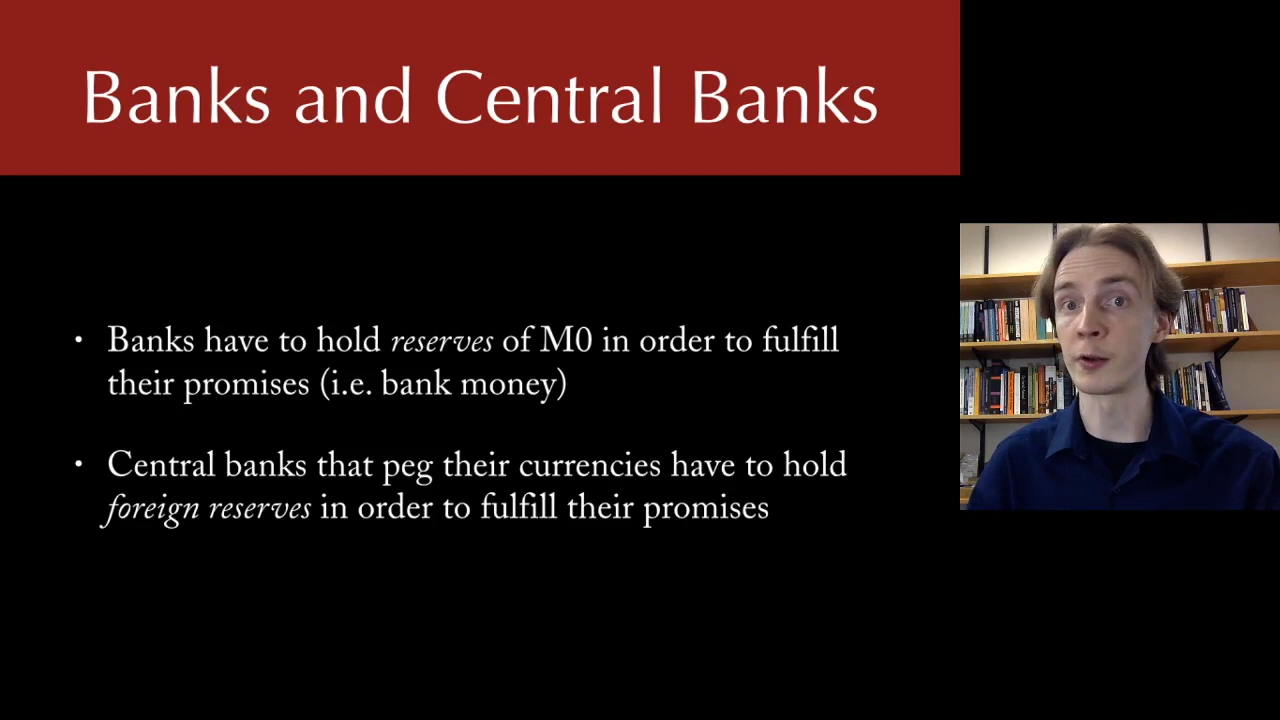 Banks and Central Banks
• Banks have to hold reserves of M0 in order to fulfill
their promises (i.e. bank money)
• Central banks that peg their currencies have to hold
foreign reserves in order to fulfill their promises